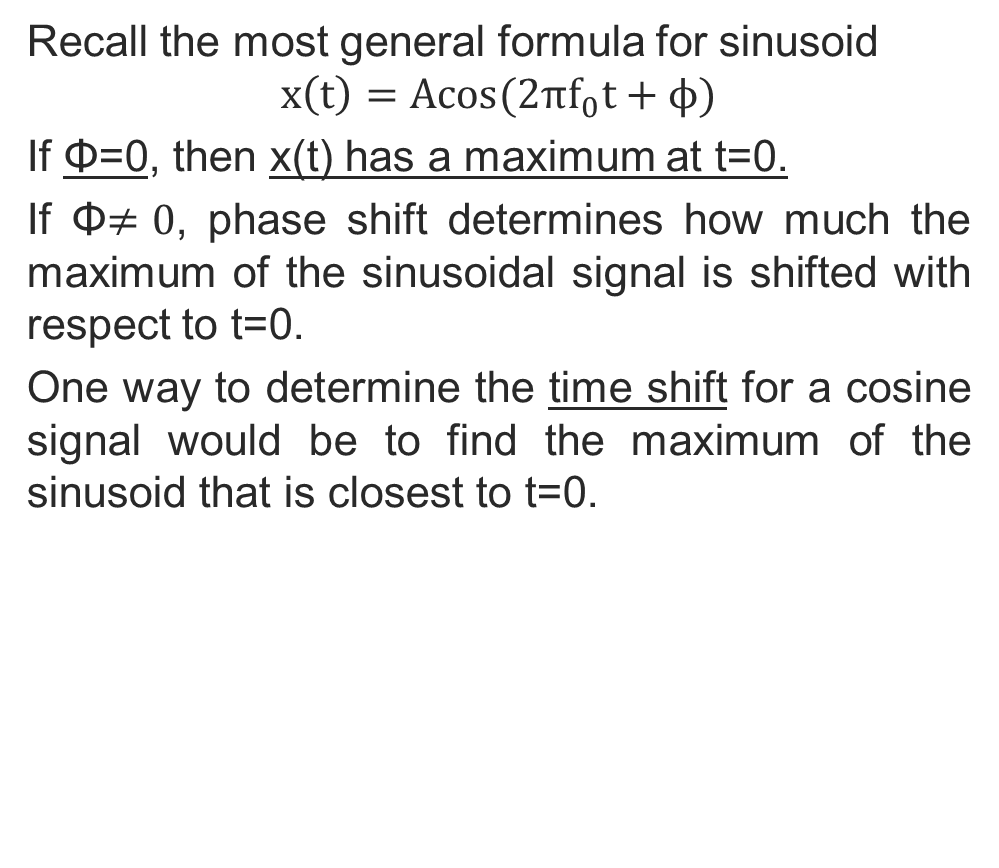 Recall the most general formula for sinusoid
x(t) = Acos(2πf₀t + ϕ)
If Φ=0, then x(t) has a maximum at t=0.
If Φ≠ 0, phase shift determines how much the
maximum of the sinusoidal signal is shifted with
respect to t=0.
One way to determine the time shift for a cosine
signal would be to find the maximum of the
sinusoid that is closest to t=0.